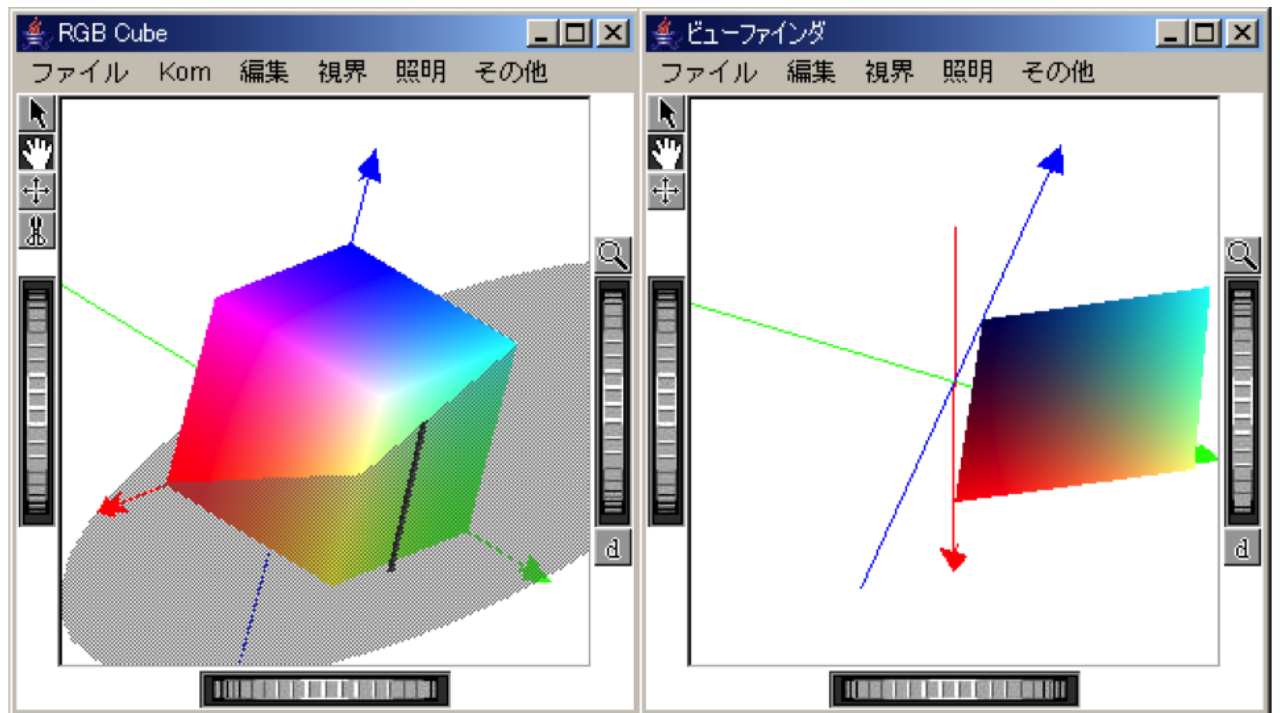 RGB Cube
ファイル Kom 編集 視界 照明 その他
d
ビューファインダ
ファイル 編集 視界 照明 その他
d